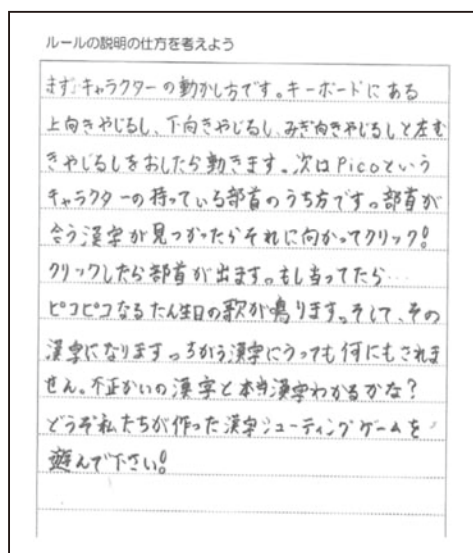 ルールの説明の仕方を考えよう
まず、キャラクターの動かし方です。キーボードにある
上向きやじるし、下向きやじるし、みぎ向きやじるしと左む
きやじるしをおしたら動きます。次はPicoという
キャラクターの持っている部首のうち方です。部首が
合う漢字が見つかったらそれに向かってクリック!
クリックしたら部首が出ます。もし当ってたら…
ピコピコなるたん生日の歌が鳴ります。そして、その
漢字になります。ちがう漢字にうっても何にもされま
せん。不正かいの漢字と本当漢字わかるかな?
どうぞ私たちが作った漢字シューティングゲームを
遊んで下さい!